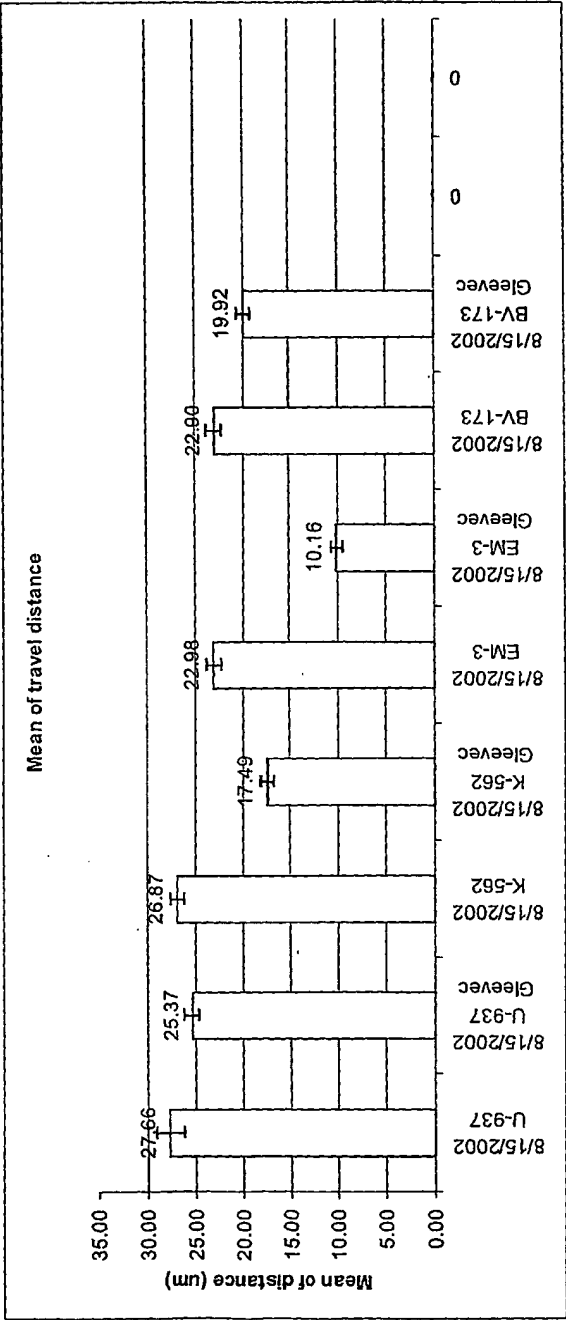 Mean of travel distance
Mean of distance (um)
35.00
30.00
25.00
20.00
15.00
10.00
5.00
0.00
27.66
25.37
26.87
17.49
22.98
10.16
22.90
19.92
8/15/2002
U-937
8/15/2002
U-937
Gleevec
8/15/2002
K-562
8/15/2002
K-562
Gleevec
8/15/2002
EM-3
8/15/2002
EM-3
Gleevec
8/15/2002
BV-173
8/15/2002
BV-173
Gleevec
0
0